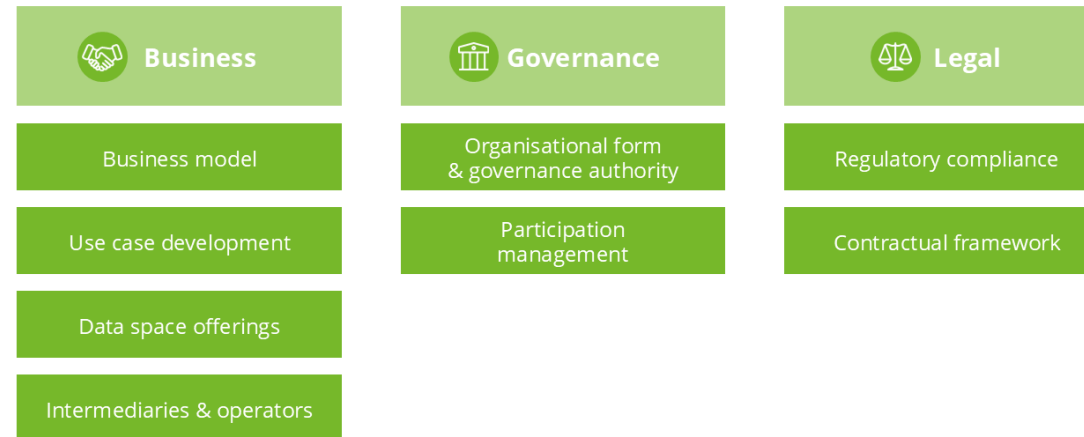 Business
Business model
Use case development
Data space offerings
Intermediaries & operators
Governance
Organisational form
& governance authority
Participation
management
Legal
Regulatory compliance
Contractual framework